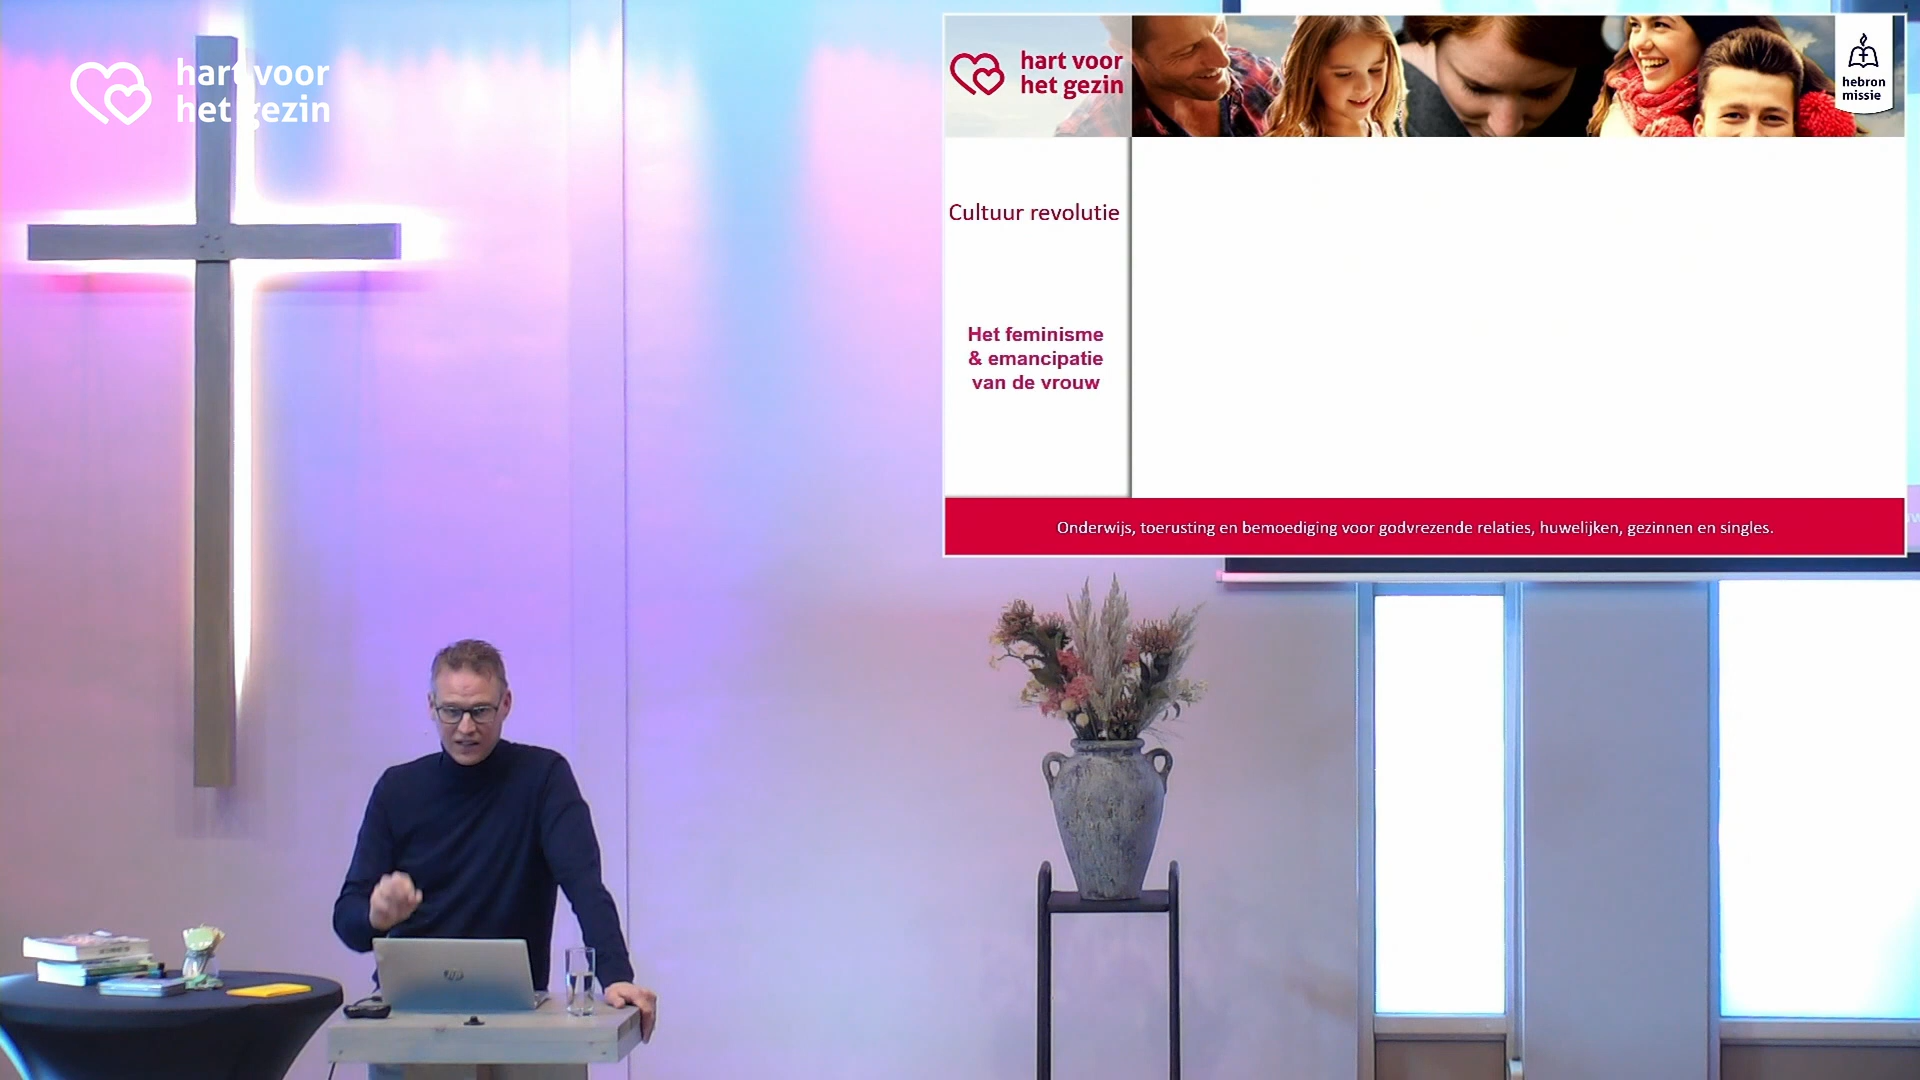 hart voor
het gezin
hart voor
het gezin
hebron
missie
Cultuur revolutie
Het feminisme
& emancipatie
van de vrouw
Onderwijs, toerusting en bemoediging voor godvrezende relaties, huwelijken, gezinnen en singles.
hp